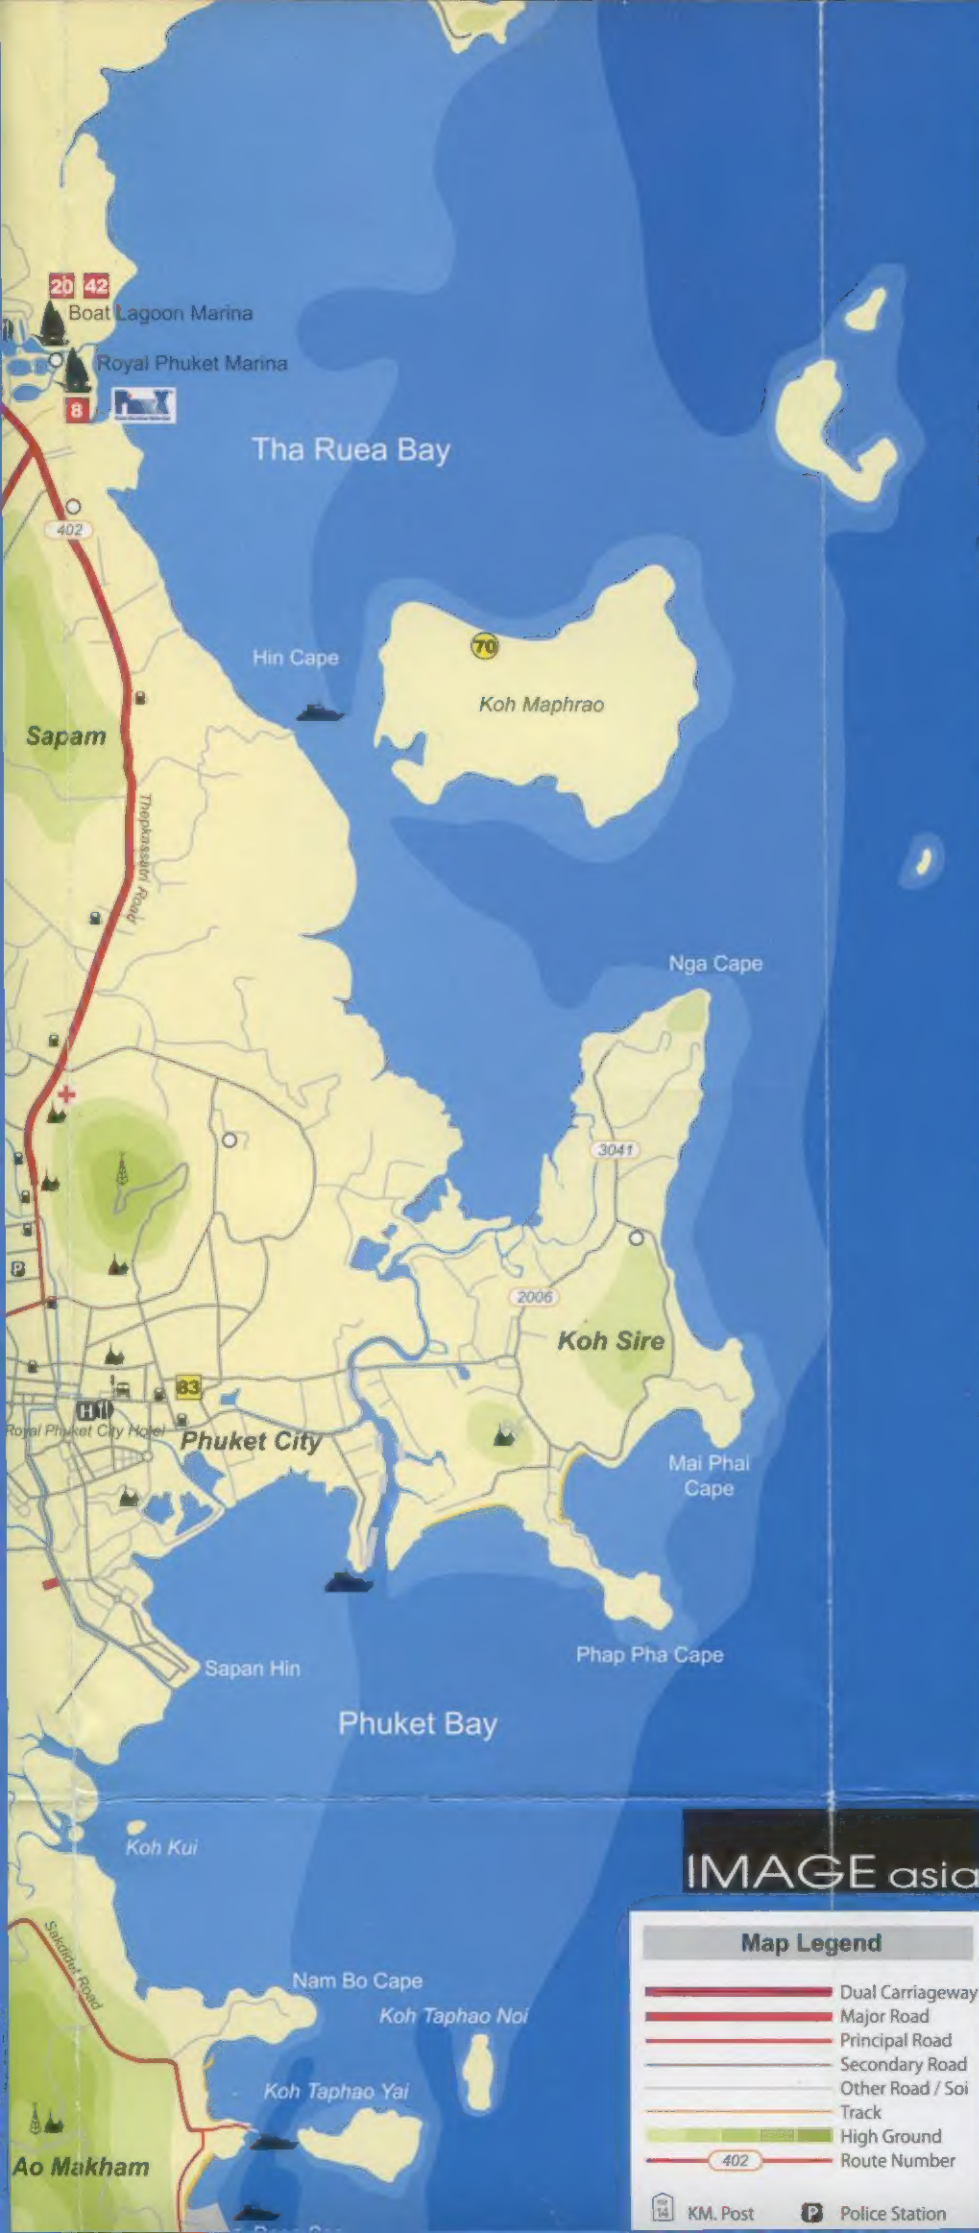 20 42
Boat Lagoon Marina
Royal Phuket Marina
8
Tha Ruea Bay
402
Hin Cape
70
Koh Maphrao
Sapam
Thepkassatri Road
Nga Cape
3041
2006
Koh Sire
P
83
H
Royal Phuket City Hotel
Phuket City
Mai Phai
Cape
Phap Pha Cape
Sapan Hin
Phuket Bay
Koh Kui
IMAGE asia
Sakdidet Road
Nam Bo Cape
Koh Taphao Noi
Koh Taphao Yai
Ao Makham
Map Legend
Dual Carriageway
Major Road
Principal Road
Secondary Road
Other Road / Soi
Track
High Ground
402 Route Number
14 KM. Post
P Police Station